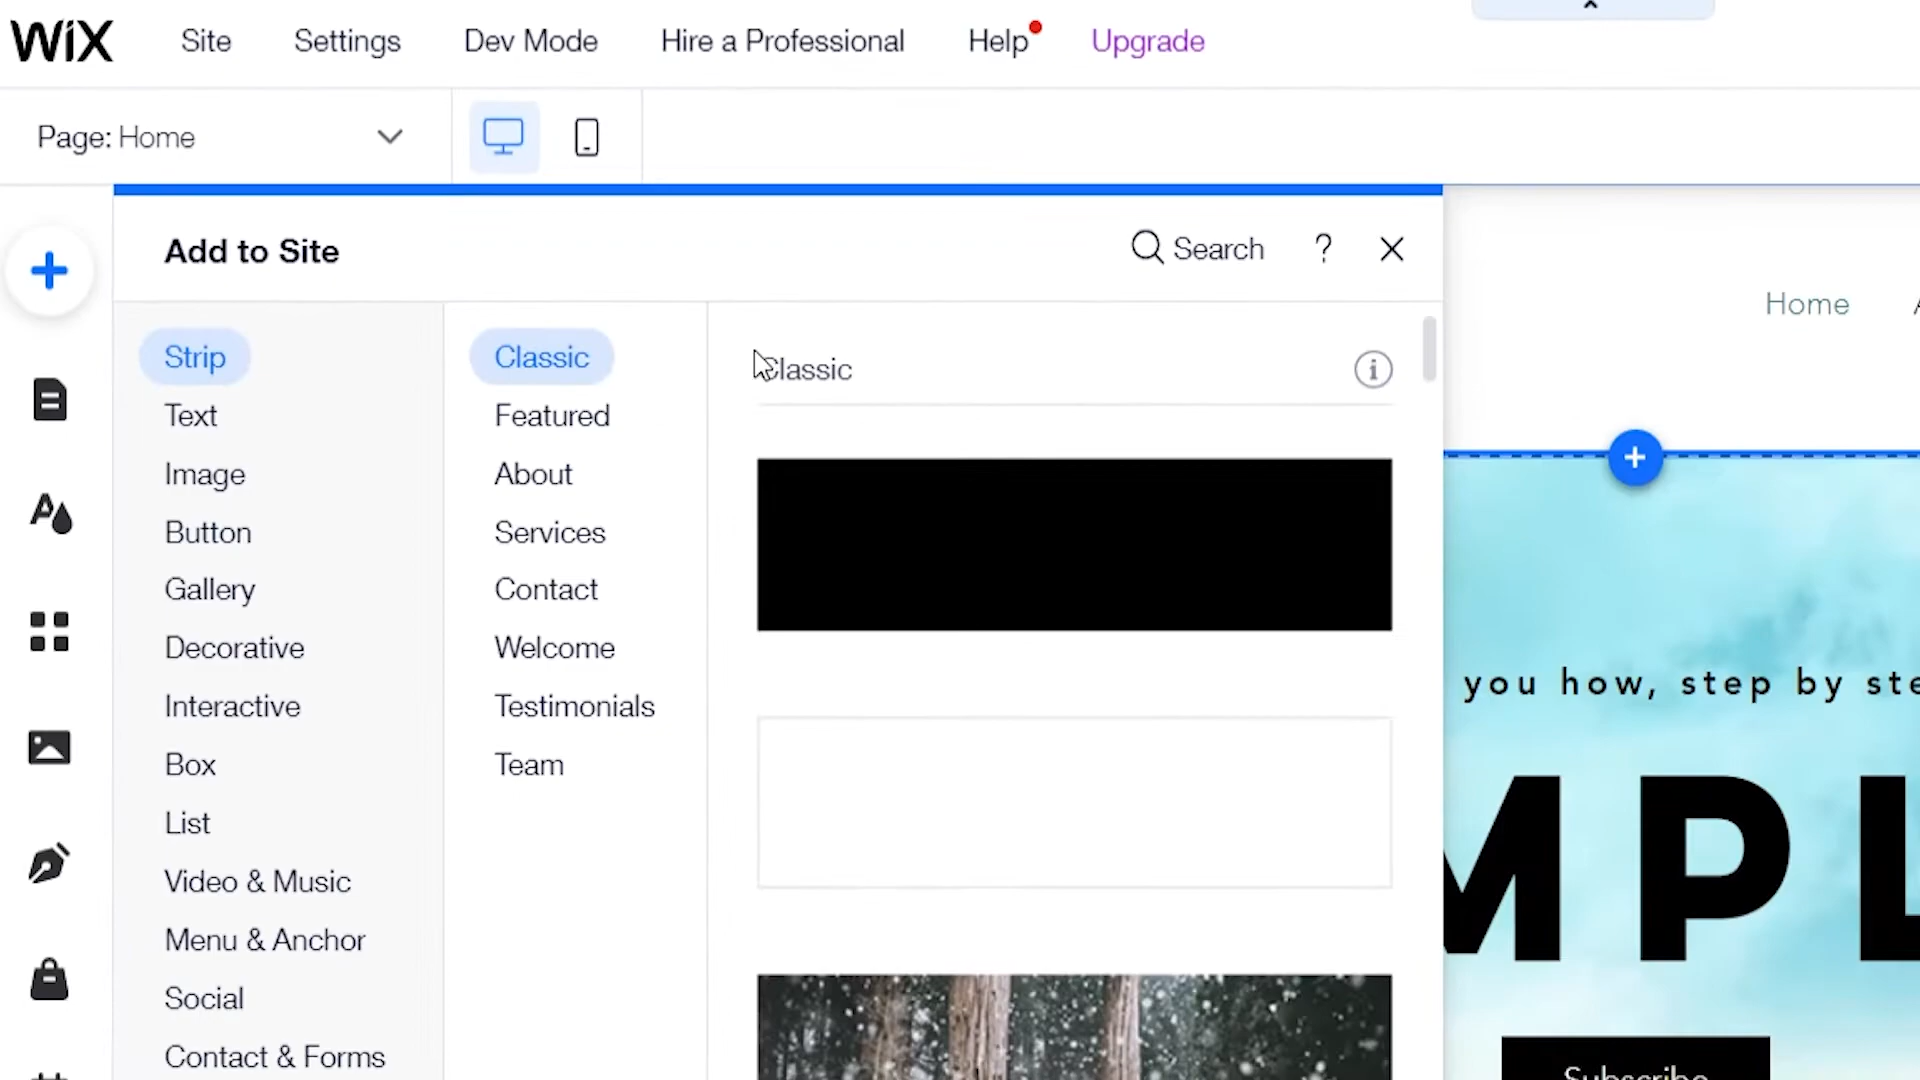 WiX Site Settings Dev Mode Hire a Professional Help Upgrade
Page: Home
Add to Site Search ?
Home
Strip
Text
Image
Button
Gallery
Decorative
Interactive
Box
List
Video & Music
Menu & Anchor
Social
Contact & Forms
Classic
Featured
About
Services
Contact
Welcome
Testimonials
Team
Classic
you how, step by ste
MPL
Subscribe